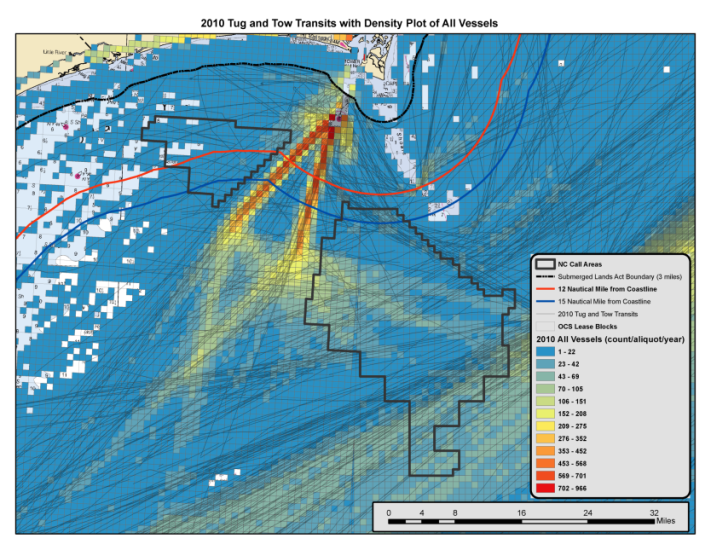 2010 Tug and Tow Transits with Density Plot of All Vessels
Little River
NC Call Areas
Submerged Lands Act Boundary (3 miles)
12 Nautical Mile from Coastline
15 Nautical Mile from Coastline
2010 Tug and Tow Transits
OCS Lease Blocks
2010 All Vessels (count/aliquot/year)
1 - 22
23 - 42
43 - 69
70 - 105
106 - 151
152 - 208
209 - 275
276 - 352
353 - 452
453 - 568
569 - 701
702 - 966
0 4 8 16 24 32
Miles